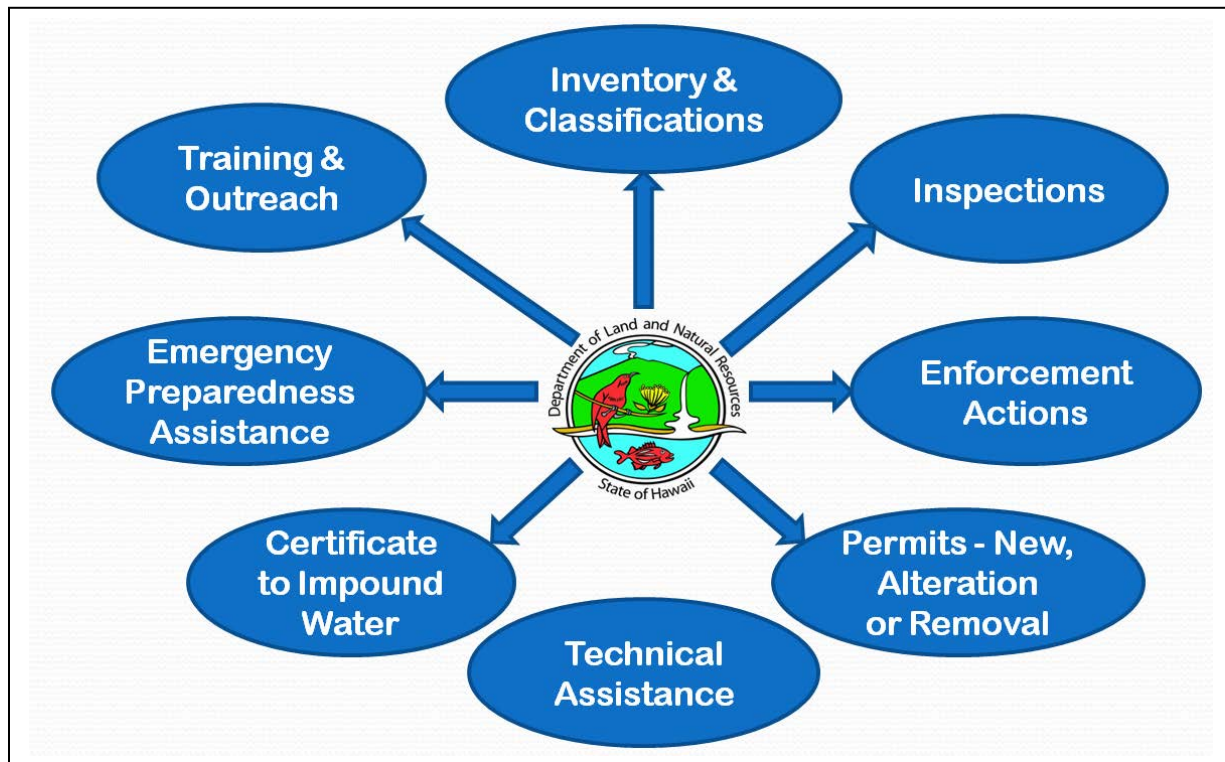 Inventory &
Classifications
Training &
Outreach
Inspections
Department of Land and Natural Resources
State of Hawaii
Emergency
Preparedness
Assistance
Enforcement
Actions
Certificate
to Impound
Water
Permits - New,
Alteration
or Removal
Technical
Assistance